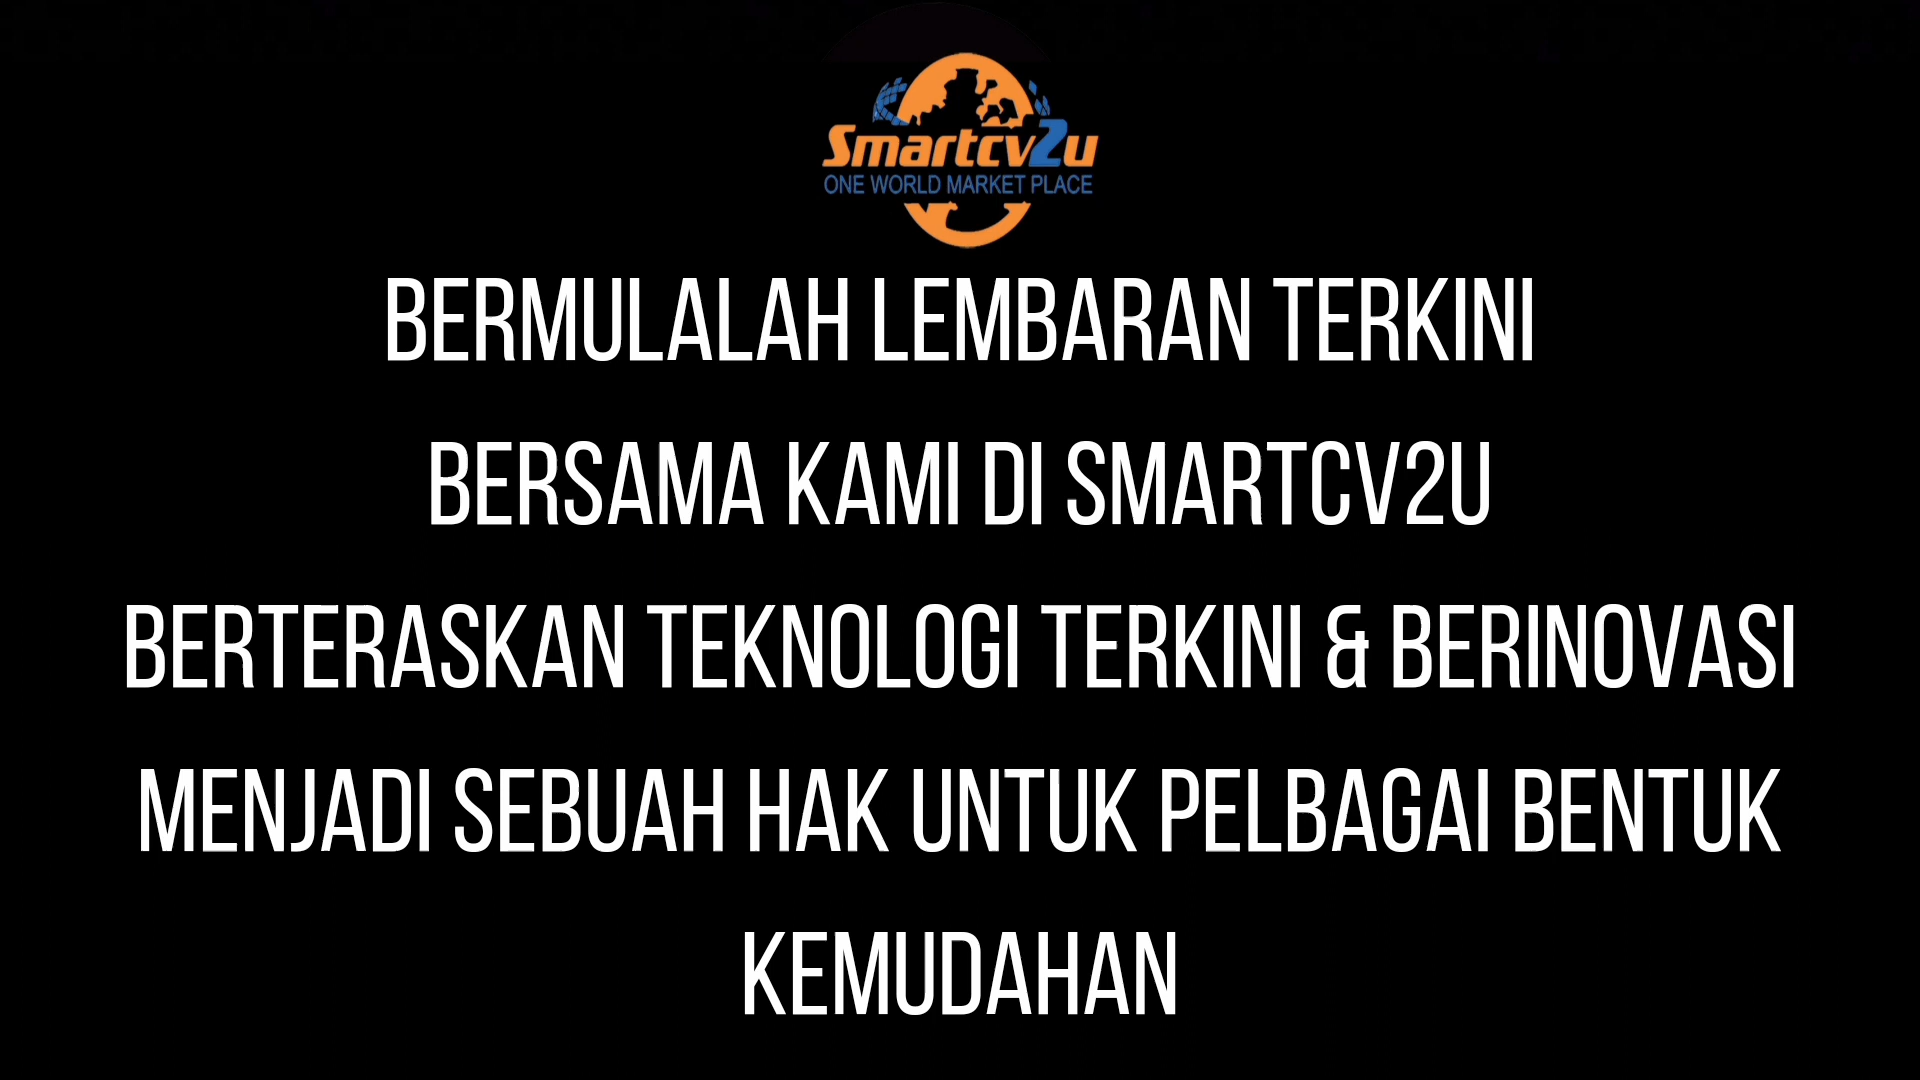 Smartcv2u
ONE WORLD MARKET PLACE
BERMULALAH LEMBARAN TERKINI
BERSAMA KAMI DI SMARTCV2U
BERTERASKAN TEKNOLOGI TERKINI & BERINOVASI
MENJADI SEBUAH HAK UNTUK PELBAGAI BENTUK
KEMUDAHAN